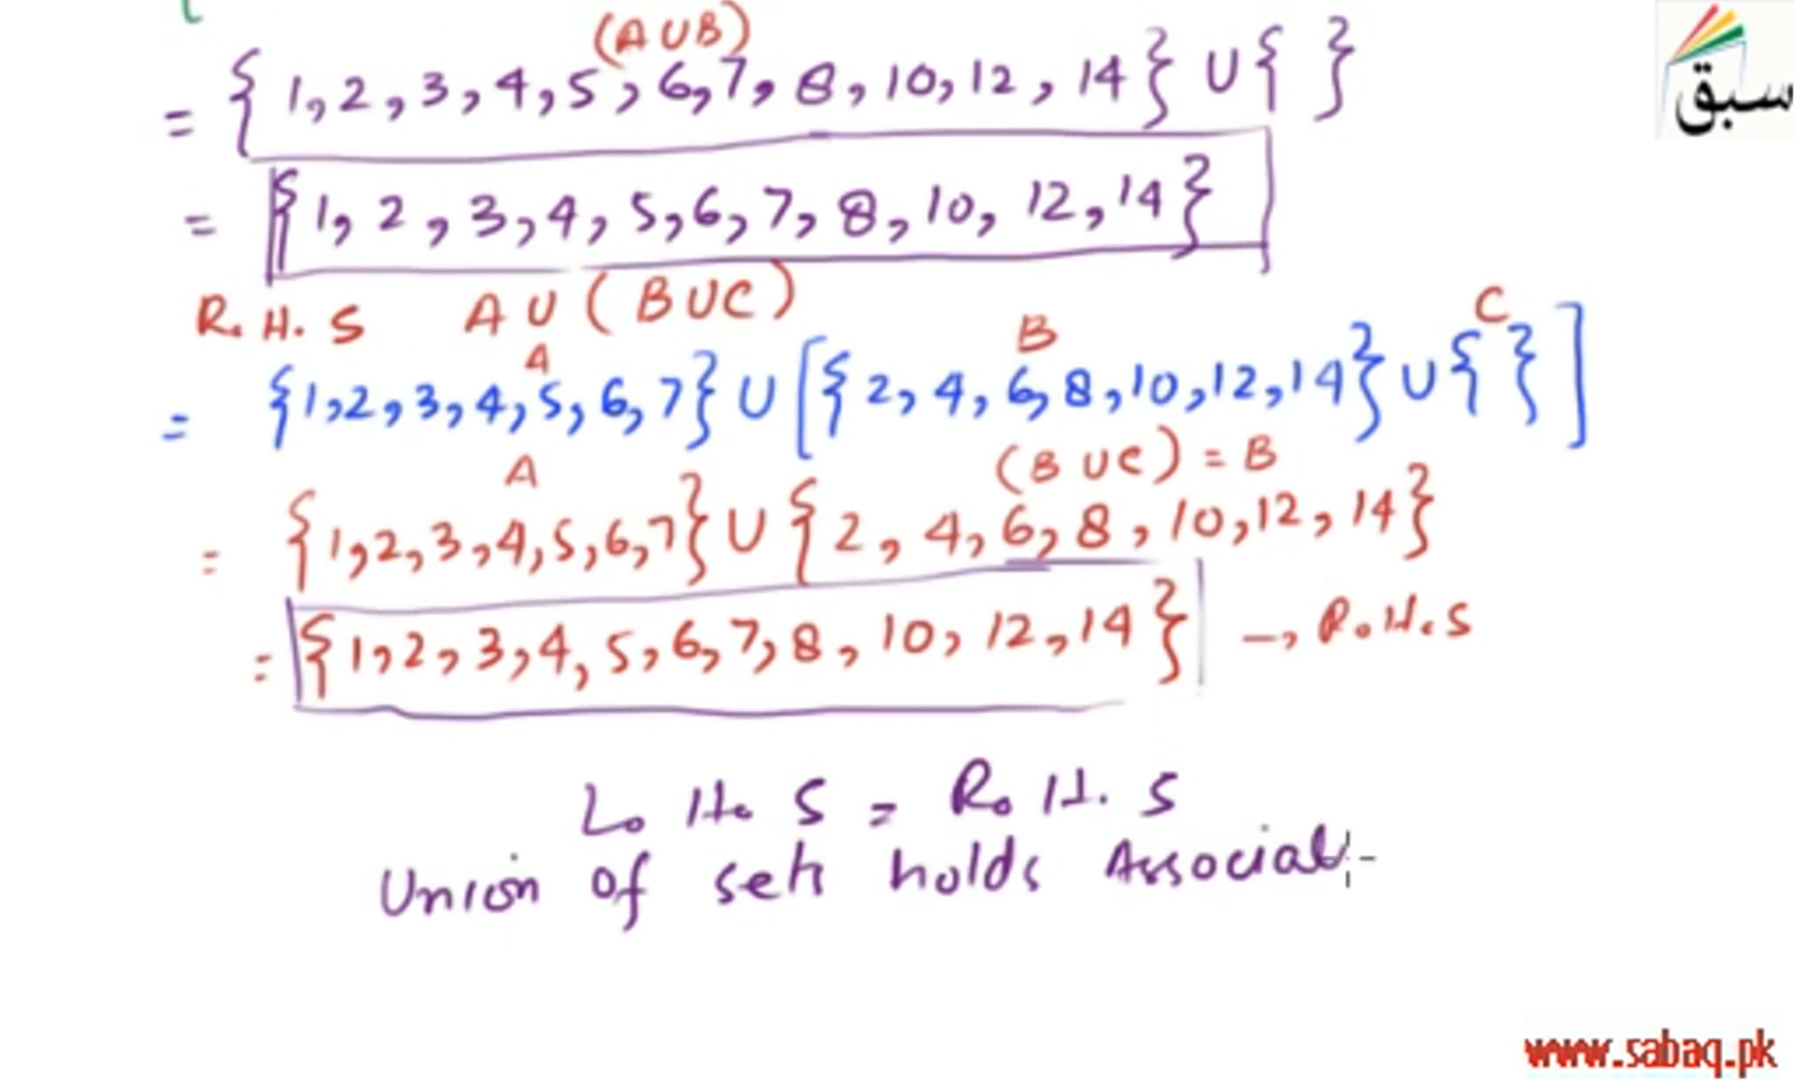 (A∪B)
= {1,2,3,4,5,6,7,8,10,12,14} ∪ { }
سبق
= {1,2,3,4,5,6,7,8,10,12,14}
R.H.S A∪(B∪C)
A B C
= {1,2,3,4,5,6,7} ∪ [{2,4,6,8,10,12,14} ∪ { }]
A (B∪C) = B
= {1,2,3,4,5,6,7} ∪ {2,4,6,8,10,12,14}
= {1,2,3,4,5,6,7,8,10,12,14} → R.H.S
L.H.S = R.H.S
Union of sets holds Associat
www.sabaq.pk